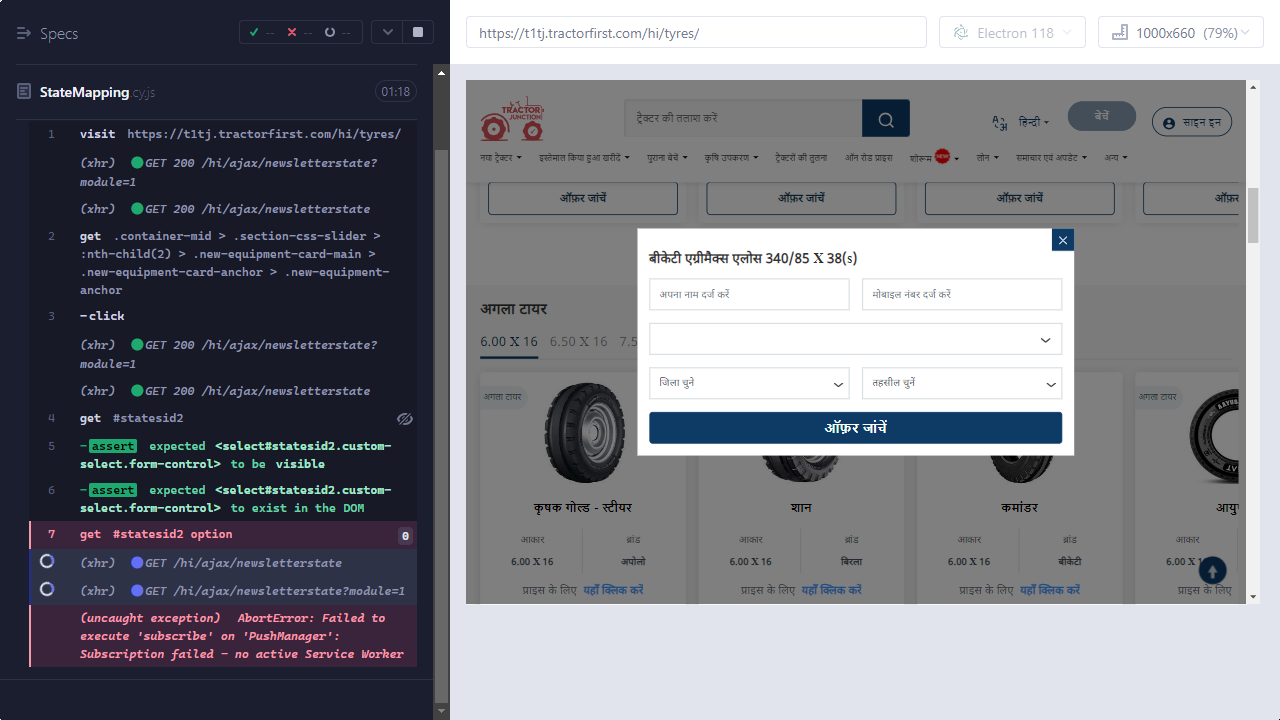 Specs
-- -- --
StateMapping.cy.js 01:18
1 visit https://t1tj.tractorfirst.com/hi/tyres/
(xhr) GET 200 /hi/ajax/newsletterstate?
module=1
(xhr) GET 200 /hi/ajax/newsletterstate
2 get .container-mid > .section-css-slider >
:nth-child(2) > .new-equipment-card-main >
.new-equipment-card-anchor > .new-equipment-
anchor
3 -click
(xhr) GET 200 /hi/ajax/newsletterstate?
module=1
(xhr) GET 200 /hi/ajax/newsletterstate
4 get #statesid2
5 -assert expected <select#statesid2.custom-
select.form-control> to be visible
6 -assert expected <select#statesid2.custom-
select.form-control> to exist in the DOM
7 get #statesid2 option 0
(xhr) GET /hi/ajax/newsletterstate
(xhr) GET /hi/ajax/newsletterstate?module=1
(uncaught exception) AbortError: Failed to
execute 'subscribe' on 'PushManager':
Subscription failed - no active Service Worker
https://t1tj.tractorfirst.com/hi/tyres/ Electron 118 1000x660 (79%)
TRACTOR
JUNCTION
ट्रैक्टर की तलाश करें हिन्दी बेचें साइन इन
नया ट्रैक्टर इस्तेमाल किया हुआ खरीदें पुराना बेचें कृषि उपकरण ट्रैक्टरों की तुलना ऑन रोड प्राइस शोरूम NEW लोन समाचार एवं अपडेट अन्य
ऑफ़र जांचें ऑफ़र जांचें ऑफ़र जांचें ऑफ़र
बीकेटी एग्रीमैक्स एलोस 340/85 X 38(s)
अपना नाम दर्ज करें मोबाइल नंबर दर्ज करें
जिला चुने तहसील चुनें
ऑफ़र जांचें
अगला टायर
6.00 X 16 6.50 X 16 7.5
अगला टायर अगला टायर
कृषक गोल्ड - स्टीयर शान कमांडर आयु
आकार ब्रांड आकार ब्रांड आकार ब्रांड आकार
6.00 X 16 अपोलो 6.00 X 16 बिरला 6.00 X 16 बीकेटी 6.00 X 1
प्राइस के लिए यहाँ क्लिक करें प्राइस के लिए यहाँ क्लिक करें प्राइस के लिए यहाँ क्लिक करें प्राइस के लिए